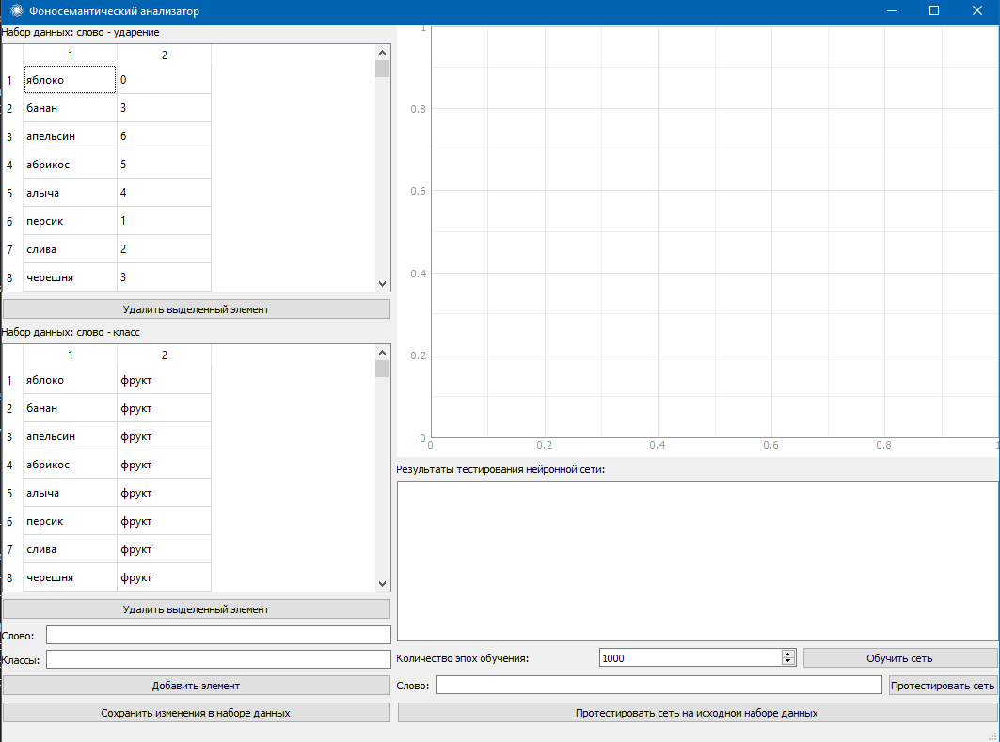 Фоносемантический анализатор
Набор данных: слово - ударение
1 2
1 яблоко 0
2 банан 3
3 апельсин 6
4 абрикос 5
5 алыча 4
6 персик 1
7 слива 2
8 черешня 3
Удалить выделенный элемент
Набор данных: слово - класс
1 2
1 яблоко фрукт
2 банан фрукт
3 апельсин фрукт
4 абрикос фрукт
5 алыча фрукт
6 персик фрукт
7 слива фрукт
8 черешня фрукт
Удалить выделенный элемент
Слово:
Классы:
Добавить элемент
Сохранить изменения в наборе данных
1
0.8
0.6
0.4
0.2
0
0 0.2 0.4 0.6 0.8 1
Результаты тестирования нейронной сети:
Количество эпох обучения: 1000 Обучить сеть
Слово: Протестировать сеть
Протестировать сеть на исходном наборе данных